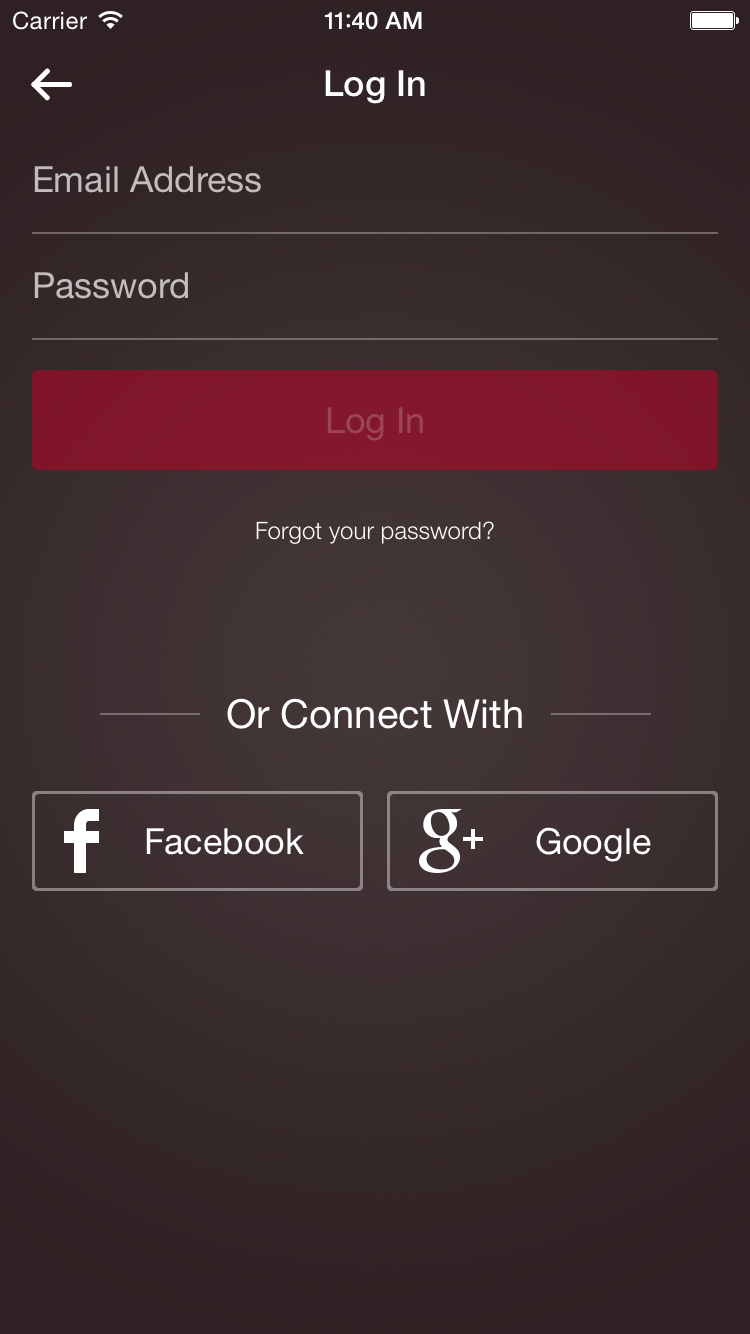 Carrier 11:40 AM
Log In
Email Address
Password
Log In
Forgot your password?
Or Connect With
f Facebook g+ Google